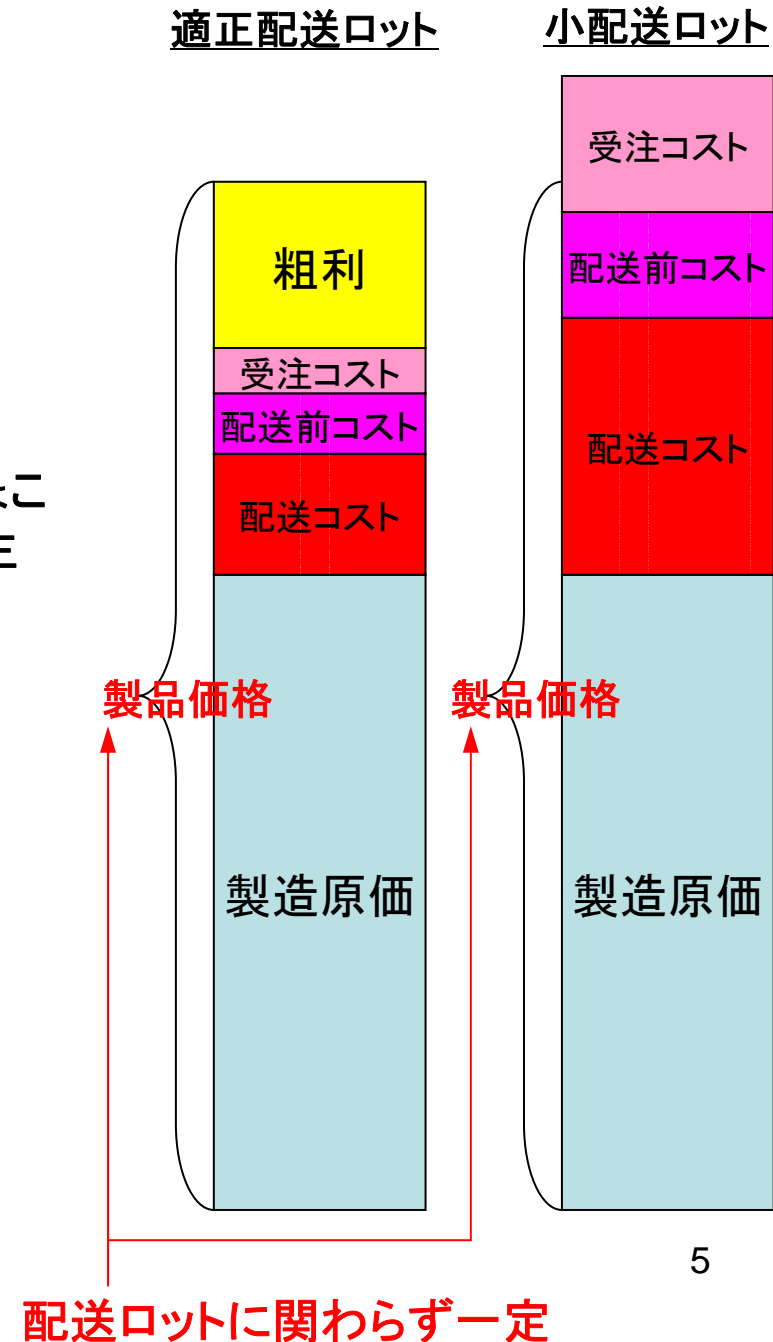 適正配送ロット
小配送ロット
粗利
受注コスト
配送前コスト
配送コスト
製品価格
製造原価
受注コスト
配送前コスト
配送コスト
製品価格
製造原価
こ
配送ロットに関わらず一定
5